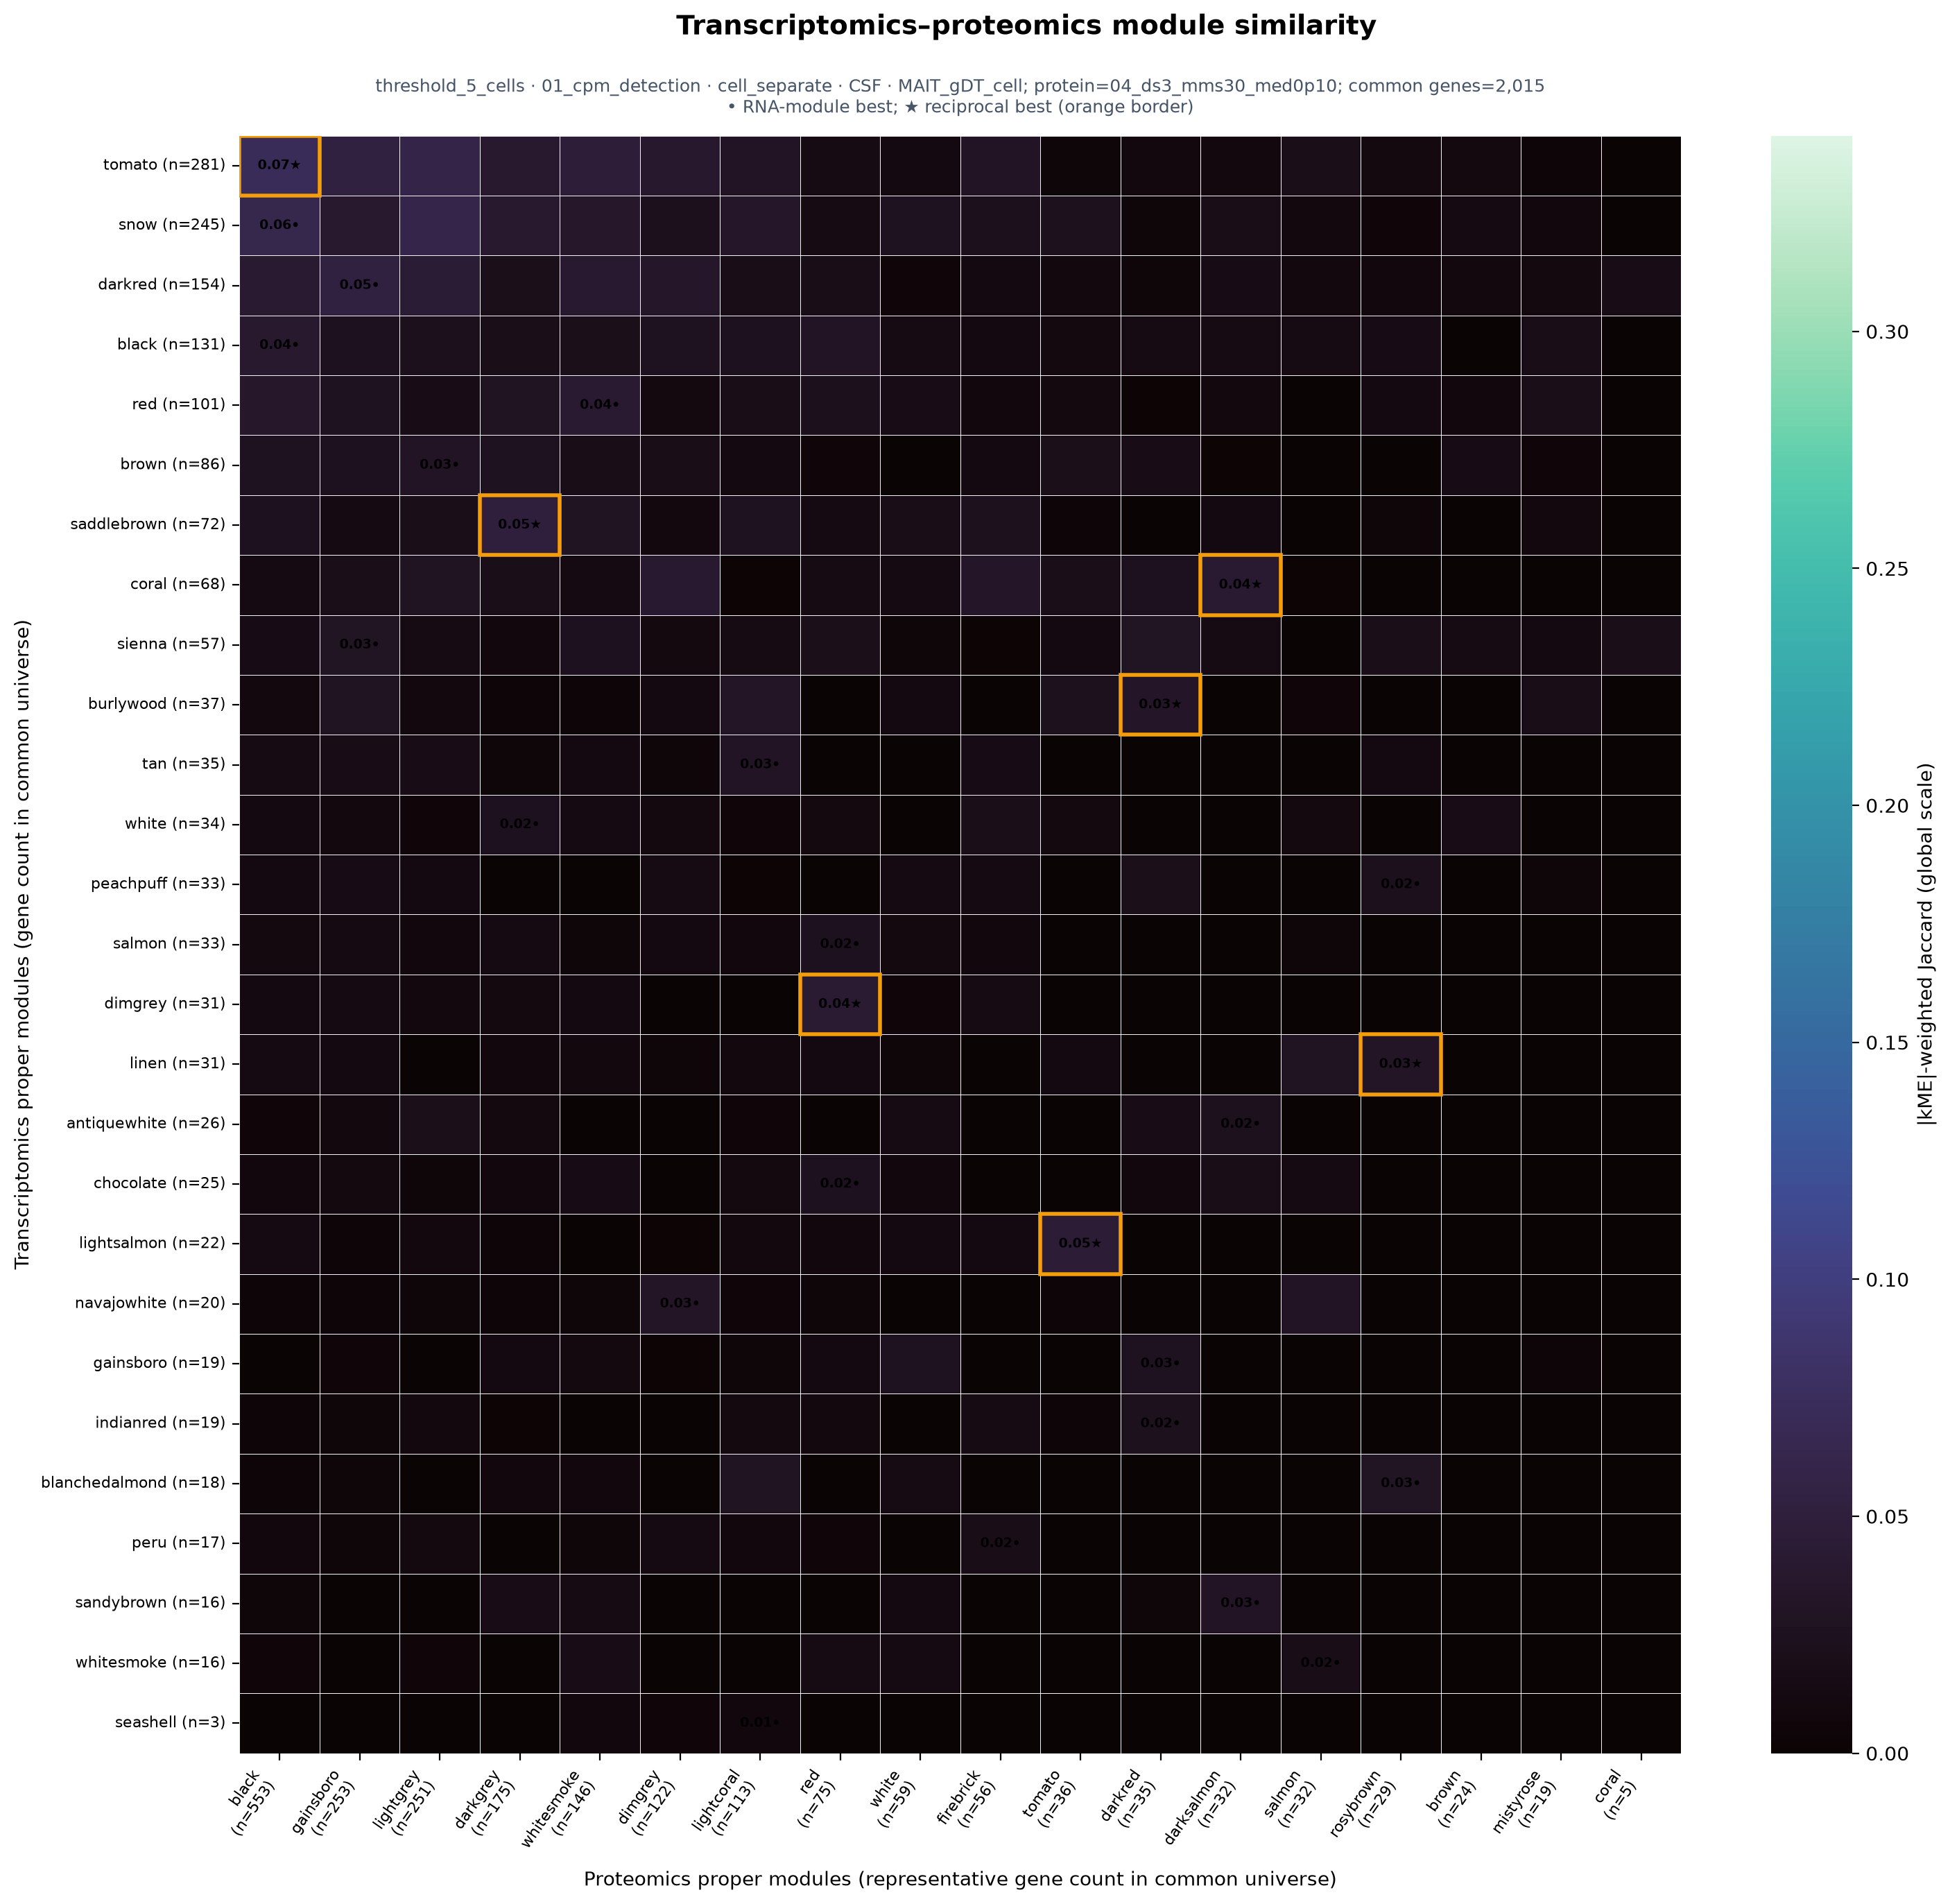 Transcriptomics–proteomics module similarity
threshold_5_cells · 01_cpm_detection · cell_separate · CSF · MAIT_gDT_cell; protein=04_ds3_mms30_med0p10; common genes=2,015
• RNA-module best; ★ reciprocal best (orange border)
Transcriptomics proper modules (gene count in common universe)
tomato (n=281) 0.07★
snow (n=245) 0.06•
darkred (n=154) 0.05•
black (n=131) 0.04•
red (n=101) 0.04•
brown (n=86) 0.03•
saddlebrown (n=72) 0.05★
coral (n=68) 0.04★
sienna (n=57) 0.03•
burlywood (n=37) 0.03★
tan (n=35) 0.03•
white (n=34) 0.02•
peachpuff (n=33) 0.02•
salmon (n=33) 0.02•
dimgrey (n=31) 0.04★
linen (n=31) 0.03★
antiquewhite (n=26) 0.02•
chocolate (n=25) 0.02•
lightsalmon (n=22) 0.05★
navajowhite (n=20) 0.03•
gainsboro (n=19) 0.03•
indianred (n=19) 0.02•
blanchedalmond (n=18) 0.03•
peru (n=17) 0.02•
sandybrown (n=16) 0.03•
whitesmoke (n=16) 0.02•
seashell (n=3) 0.01•
black
(n=553)
gainsboro
(n=253)
lightgrey
(n=251)
darkgrey
(n=175)
whitesmoke
(n=146)
dimgrey
(n=122)
lightcoral
(n=113)
red
(n=75)
white
(n=59)
firebrick
(n=56)
tomato
(n=36)
darkred
(n=35)
darksalmon
(n=32)
salmon
(n=32)
rosybrown
(n=29)
brown
(n=24)
mistyrose
(n=19)
coral
(n=5)
Proteomics proper modules (representative gene count in common universe)
0.30
0.25
0.20
0.15
0.10
0.05
0.00
|kME|-weighted Jaccard (global scale)